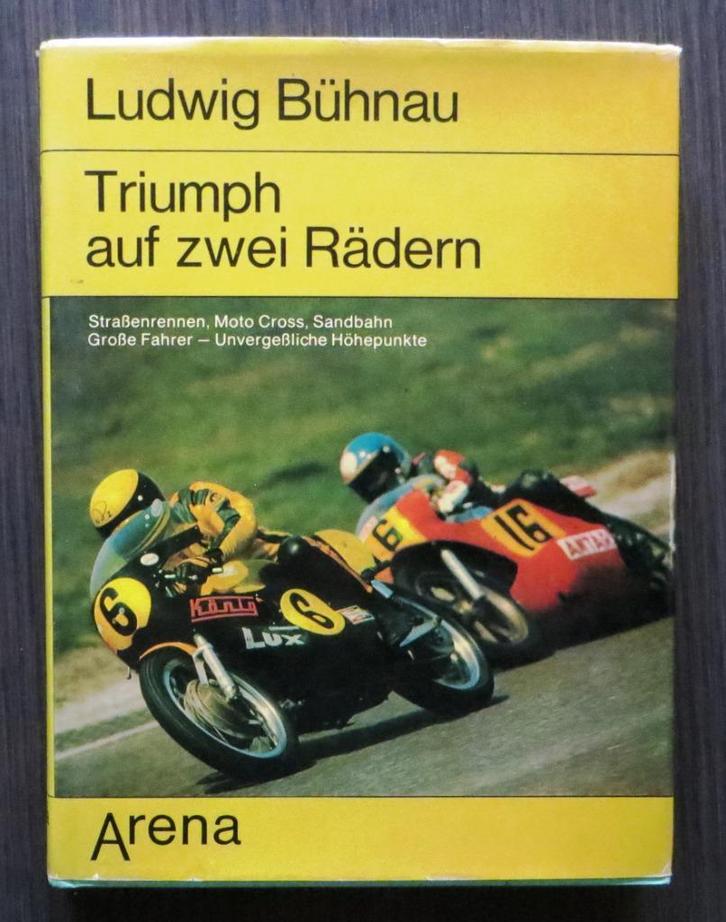 Ludwig Bühnau
Triumph
auf zwei Rädern
Straßenrennen, Moto Cross, Sandbahn
Große Fahrer – Unvergeßliche Höhepunkte
6
16
6
König
6
LUX
Arena